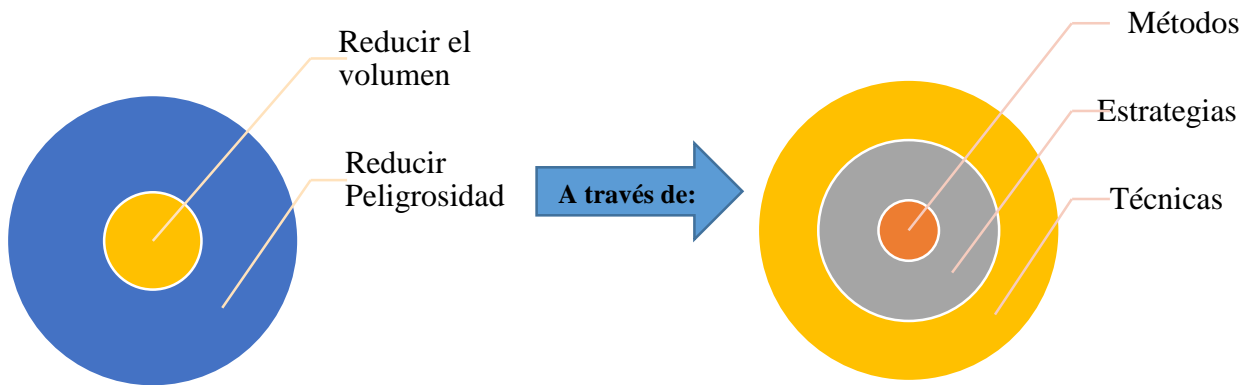 Reducir el
volumen
Reducir
Peligrosidad
A través de:
Métodos
Estrategias
Técnicas